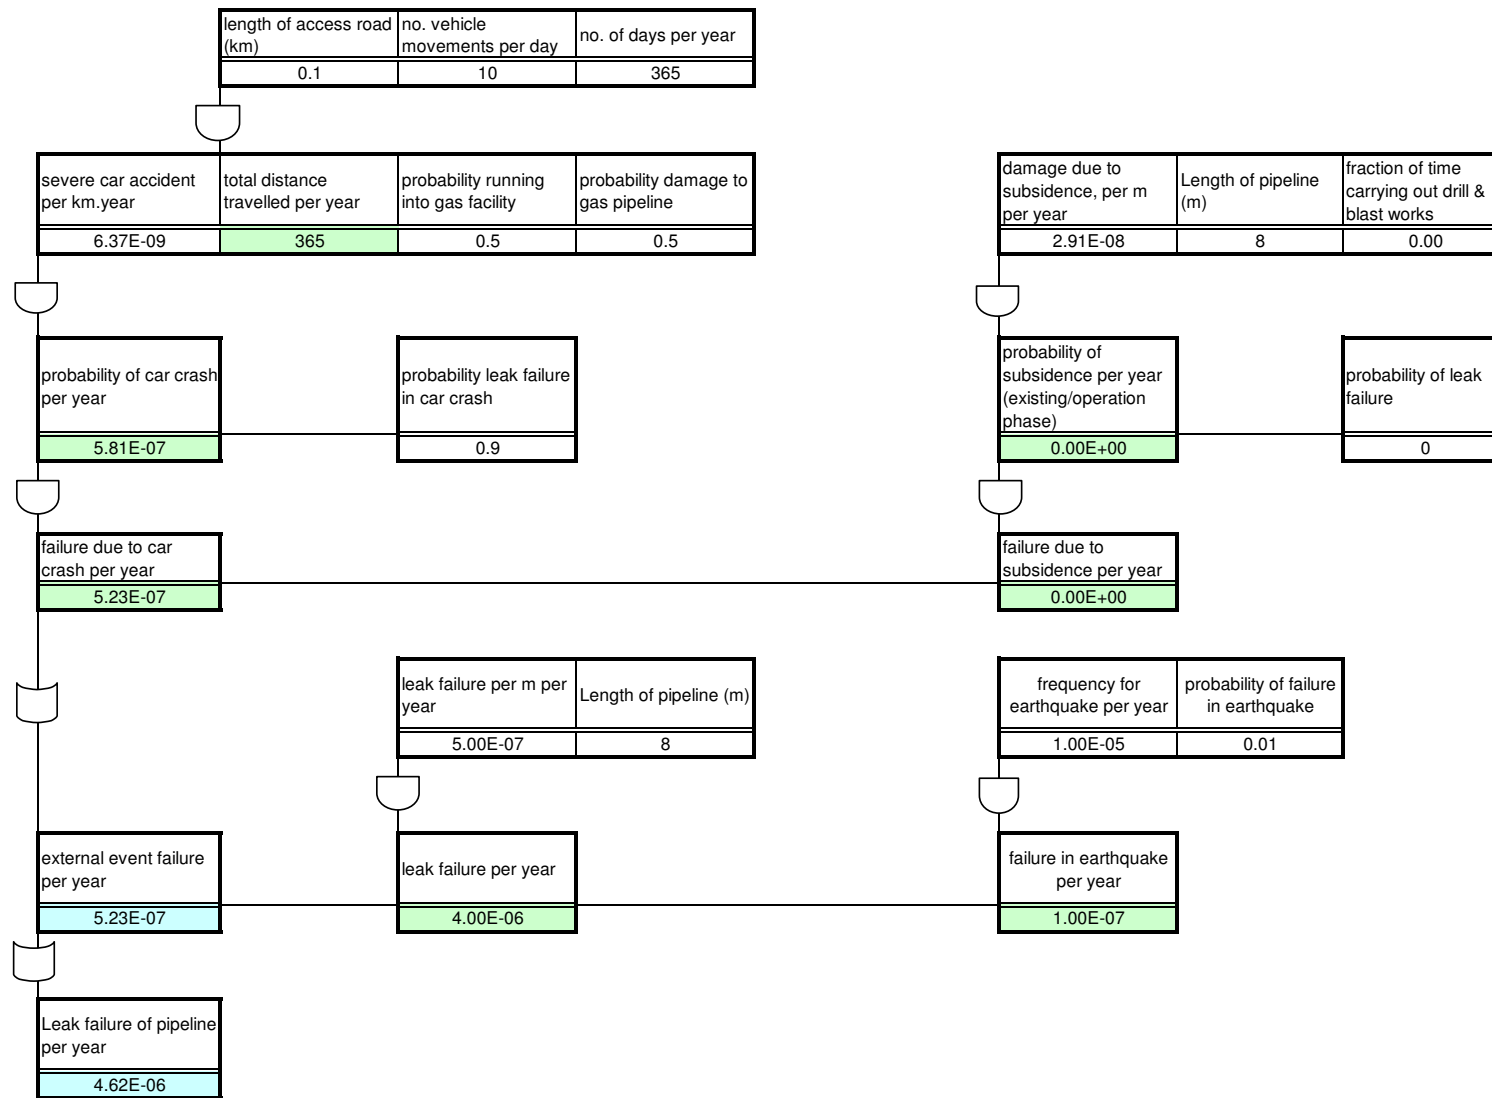 length of access road
(km)
no. vehicle
movements per day
no. of days per year
0.1
10
365
severe car accident
per km.year
total distance
travelled per year
probability running
into gas facility
probability damage to
gas pipeline
6.37E-09
365
0.5
0.5
damage due to
subsidence, per m
per year
Length of pipeline
(m)
fraction of time
carrying out drill &
blast works
2.91E-08
8
0.00
probability of car crash
per year
5.81E-07
probability leak failure
in car crash
0.9
probability of
subsidence per year
(existing/operation
phase)
0.00E+00
probability of leak
failure
0
failure due to car
crash per year
5.23E-07
failure due to
subsidence per year
0.00E+00
leak failure per m per
year
Length of pipeline (m)
5.00E-07
8
frequency for
earthquake per year
probability of failure
in earthquake
1.00E-05
0.01
external event failure
per year
5.23E-07
leak failure per year
4.00E-06
failure in earthquake
per year
1.00E-07
Leak failure of pipeline
per year
4.62E-06